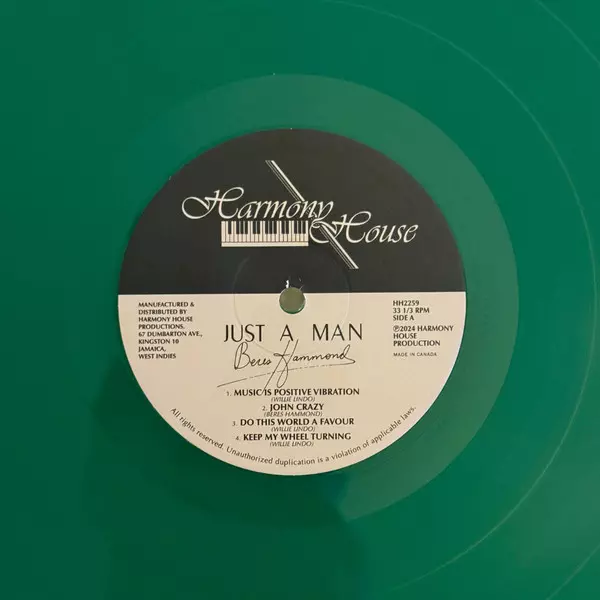 Harmony
House
MANUFACTURED &
DISTRIBUTED BY
HARMONY HOUSE
PRODUCTIONS,
67 DUMBARTON AVE.,
KINGSTON 10
JAMAICA,
WEST INDIES
HH2259
33 1/3 RPM
SIDE A
℗2024 HARMONY
HOUSE
PRODUCTION
MADE IN CANADA
JUST A MAN
Beres Hammond
1. MUSIC IS POSITIVE VIBRATION
(WILLIE LINDO)
2. JOHN CRAZY
(BERES HAMMOND)
3. DO THIS WORLD A FAVOUR
(WILLIE LINDO)
4. KEEP MY WHEEL TURNING
(WILLIE LINDO)
All rights reserved. Unauthorized duplication is a violation of applicable laws.